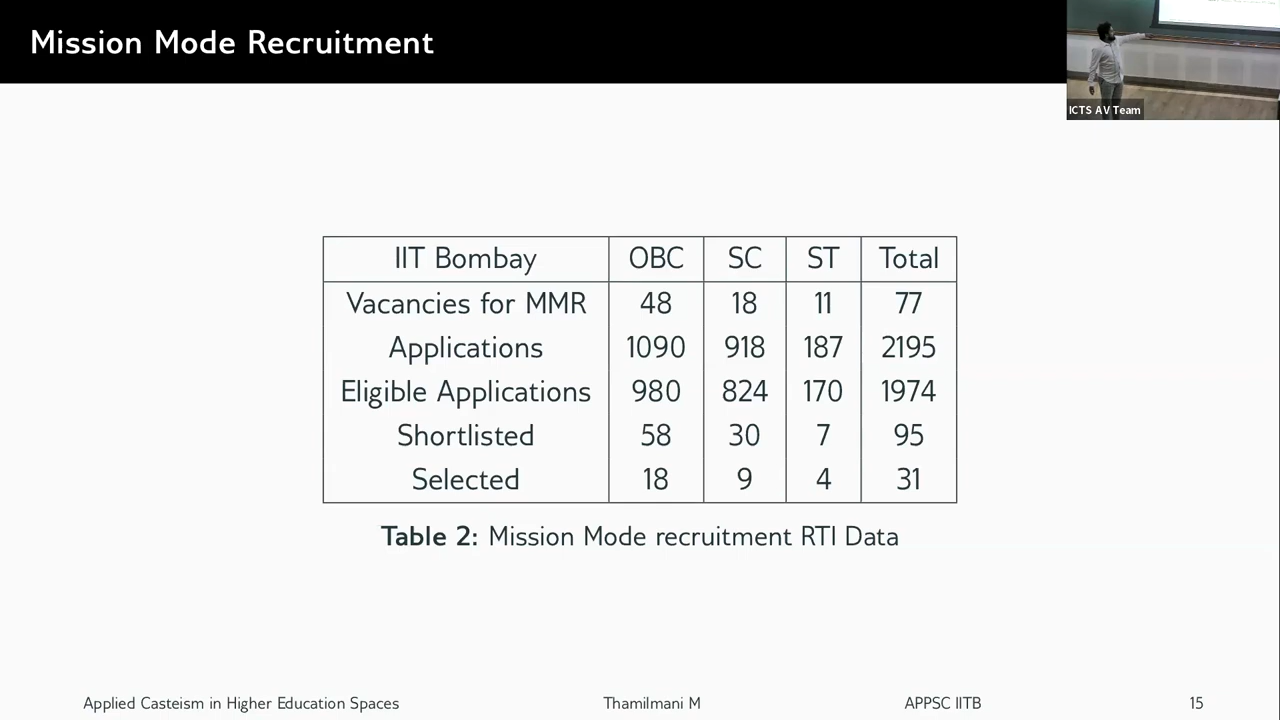 Mission Mode Recruitment
ICTS AV Team
IIT Bombay OBC SC ST Total
Vacancies for MMR 48 18 11 77
Applications 1090 918 187 2195
Eligible Applications 980 824 170 1974
Shortlisted 58 30 7 95
Selected 18 9 4 31
Table 2: Mission Mode recruitment RTI Data
Applied Casteism in Higher Education Spaces Thamilmani M APPSC IITB 15